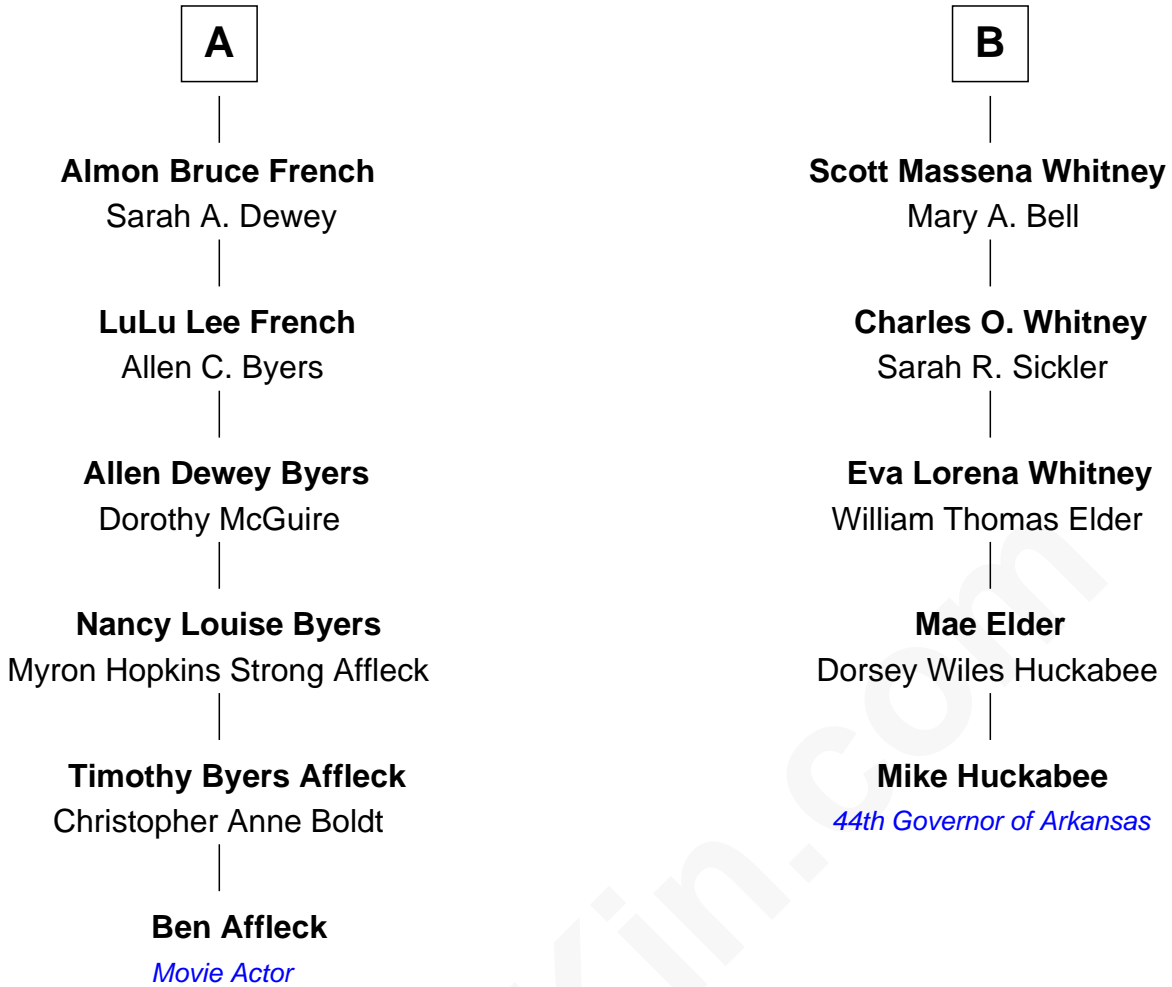 A
Almon Bruce French
Sarah A. Dewey
LuLu Lee French
Allen C. Byers
Allen Dewey Byers
Dorothy McGuire
Nancy Louise Byers
Myron Hopkins Strong Affleck
Timothy Byers Affleck
Christopher Anne Boldt
Ben Affleck
Movie Actor
B
Scott Massena Whitney
Mary A. Bell
Charles O. Whitney
Sarah R. Sickler
Eva Lorena Whitney
William Thomas Elder
Mae Elder
Dorsey Wiles Huckabee
Mike Huckabee
44th Governor of Arkansas